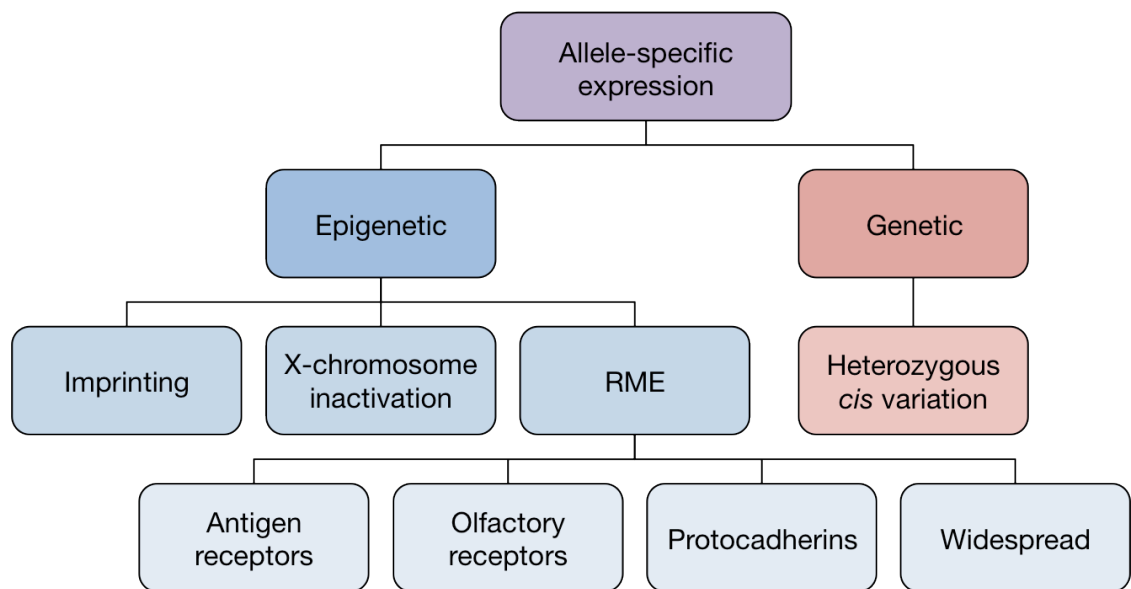 Allele-specific
expression
Epigenetic
Genetic
Imprinting
X-chromosome
inactivation
RME
Heterozygous
cis variation
Antigen
receptors
Olfactory
receptors
Protocadherins
Widespread